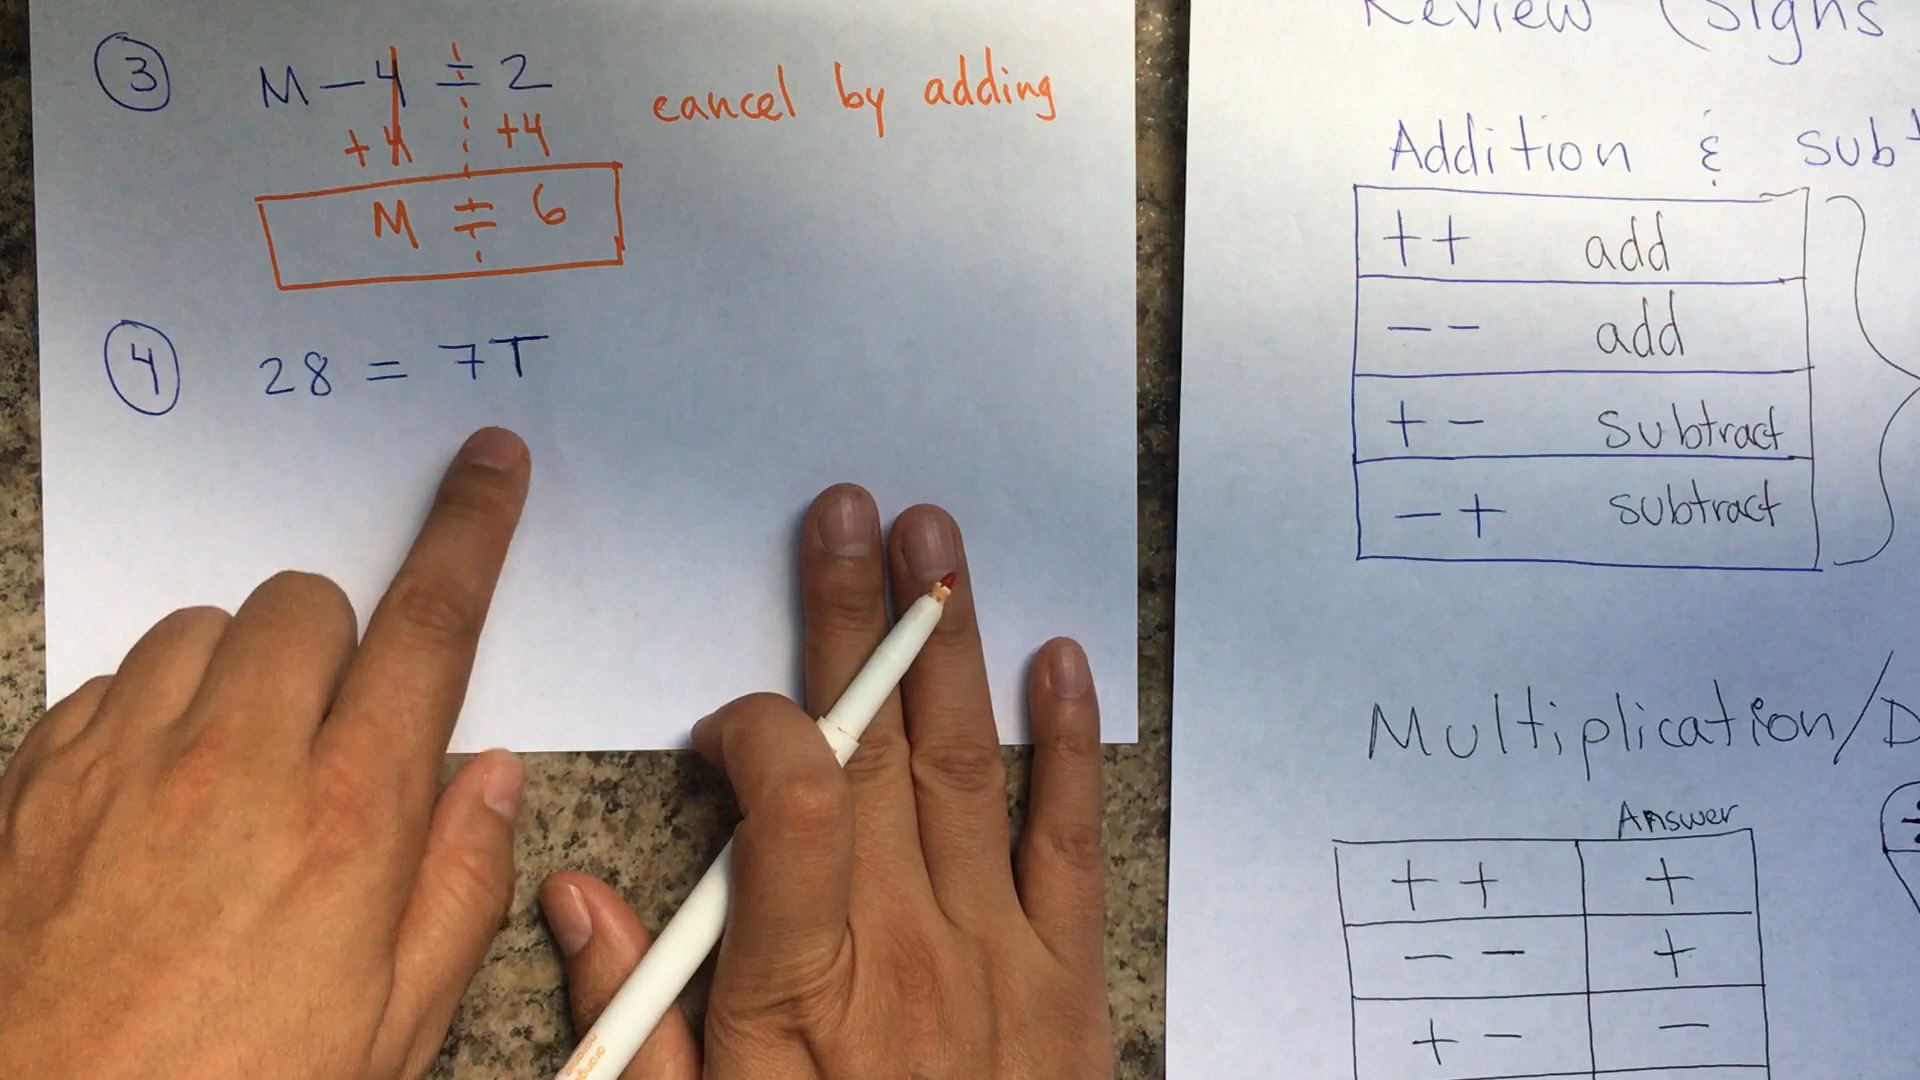 3 M - 4 = 2 cancel by adding
+4 +4
M = 6
4 28 = 7T
Review (Signs
Addition & sub
++ add
-- add
+- subtract
-+ subtract
Multiplication/D
Answer
++ +
-- +
+- -
orange